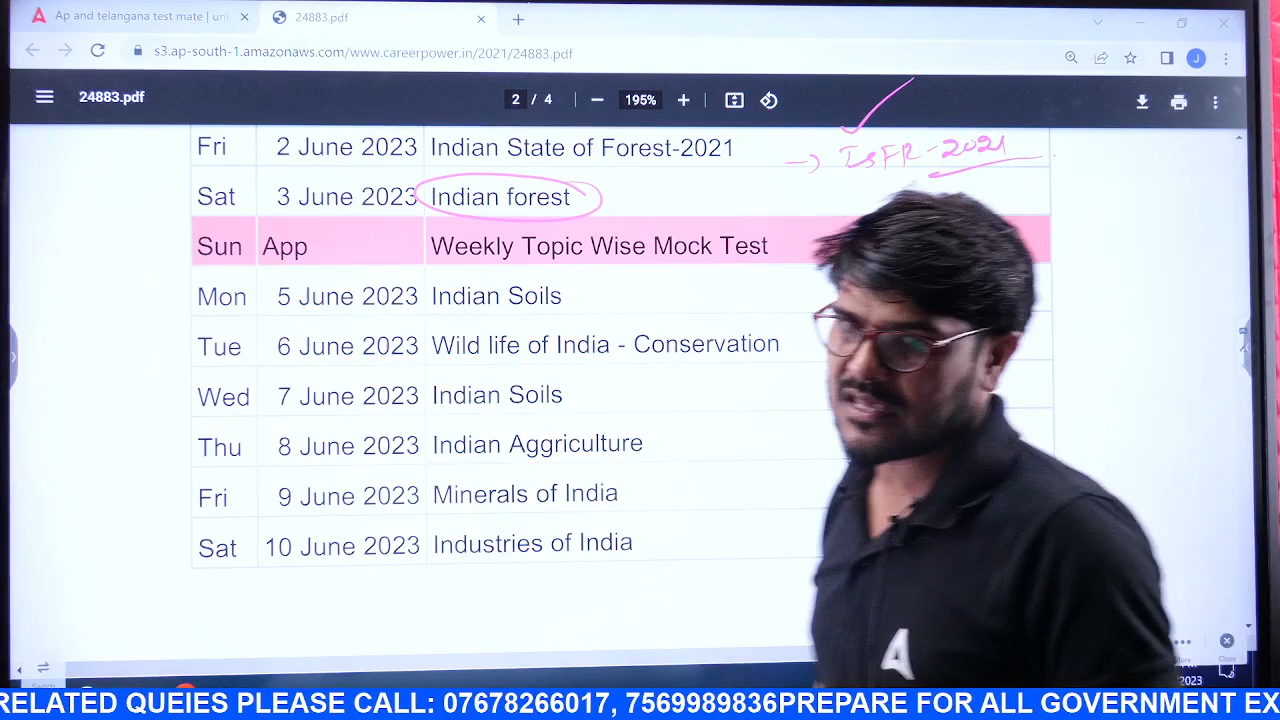 Ap and telangana test mate | unl
24883.pdf
s3.ap-south-1.amazonaws.com/www.careerpower.in/2021/24883.pdf
J
24883.pdf
2 / 4
195%
Fri 2 June 2023 Indian State of Forest-2021
→ IsFR-2021
Sat 3 June 2023 Indian forest
Sun App Weekly Topic Wise Mock Test
Mon 5 June 2023 Indian Soils
Tue 6 June 2023 Wild life of India - Conservation
Wed 7 June 2023 Indian Soils
Thu 8 June 2023 Indian Aggriculture
Fri 9 June 2023 Minerals of India
Sat 10 June 2023 Industries of India
Close
RELATED QUEIES PLEASE CALL: 07678266017, 7569989836PREPARE FOR ALL GOVERNMENT EX